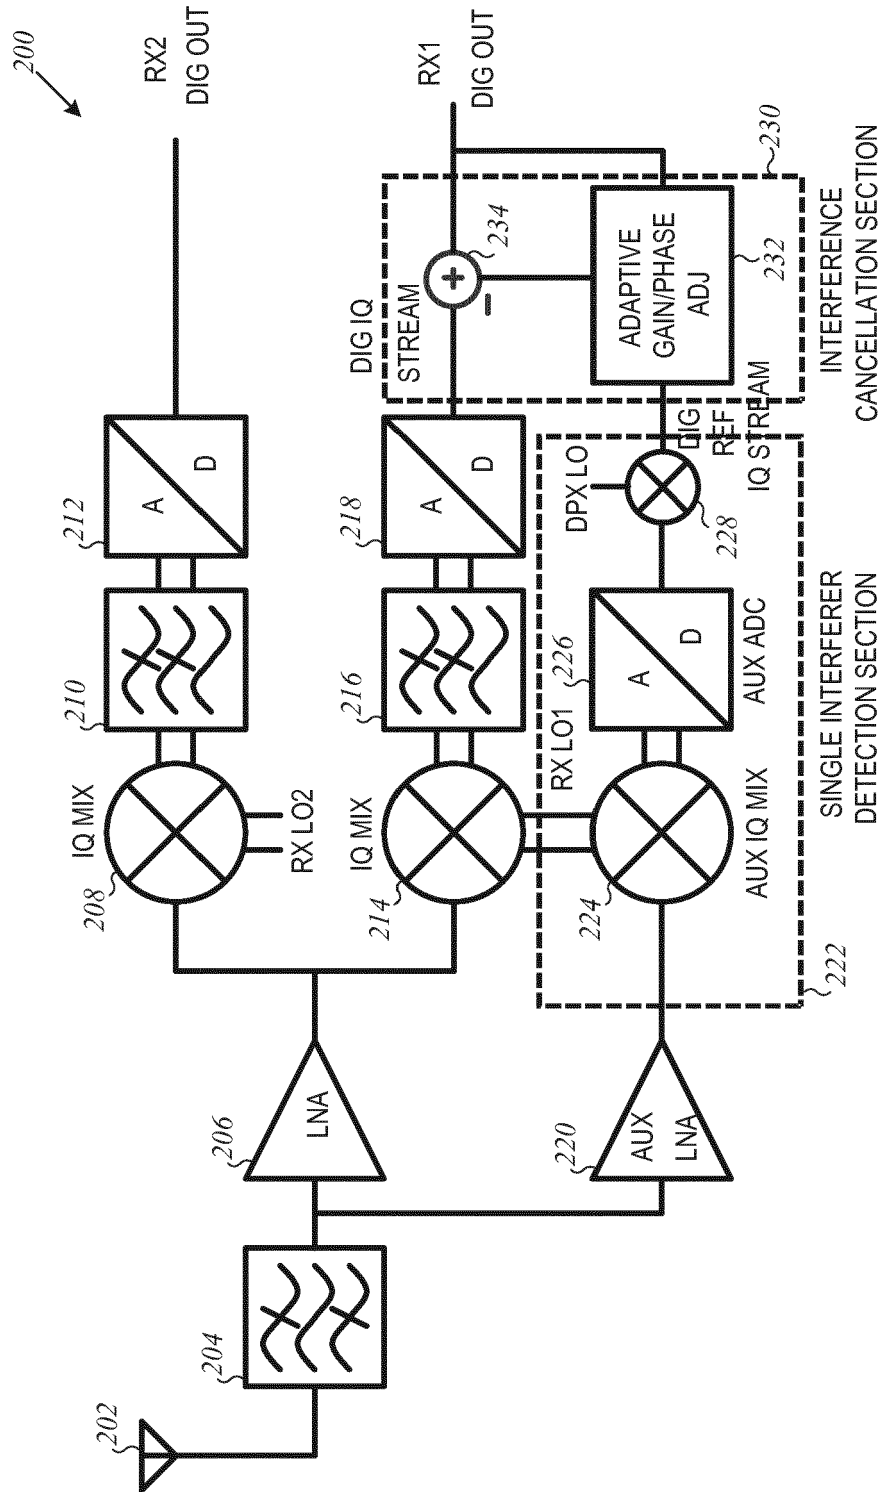 200
RX2
DIG OUT
RX1
DIG OUT
212
A
D
210
IQ MIX
208
RX LO2
DIG IQ
STREAM
234
+
–
230
ADAPTIVE
GAIN/PHASE
ADJ
232
INTERFERENCE
CANCELLATION SECTION
218
A
D
216
IQ MIX
214
RX LO1
DPX LO
228
DIG
REF
IQ STREAM
226
A
D
AUX ADC
224
AUX IQ MIX
SINGLE INTERFERER
DETECTION SECTION
222
206
LNA
220
AUX
LNA
204
202